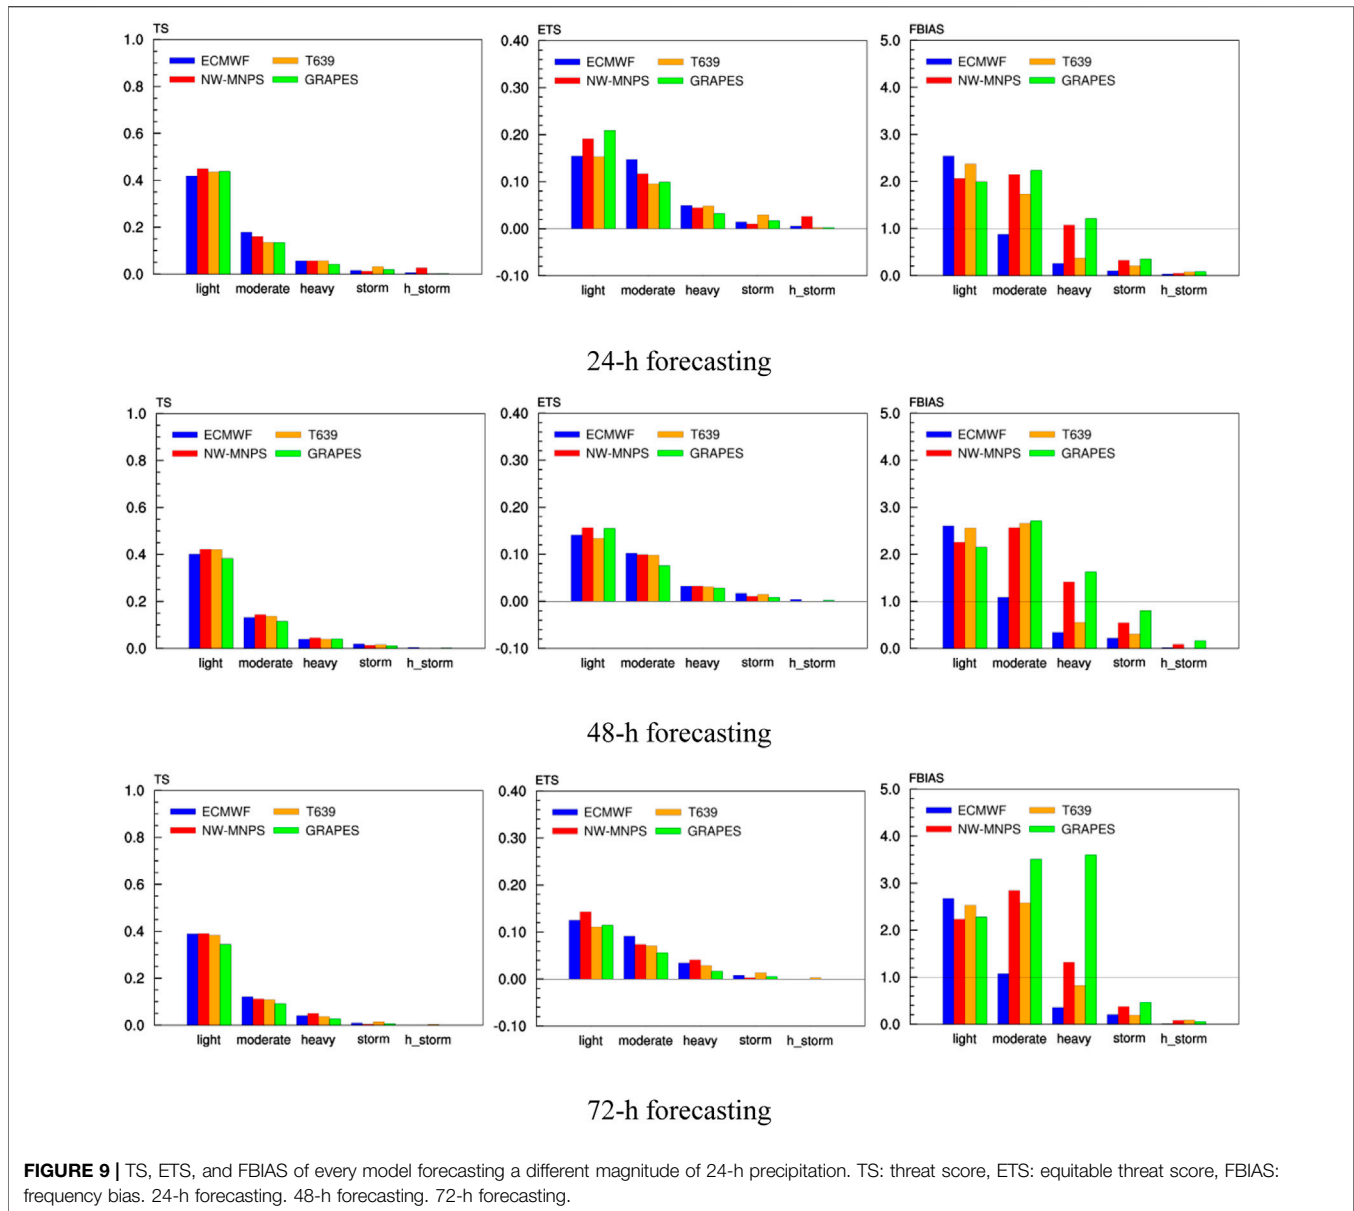 TS
1.0
0.8
0.6
0.4
0.2
0.0
ECMWF T639
NW-MNPS GRAPES
light moderate heavy storm h_storm
ETS
0.40
0.30
0.20
0.10
0.00
-0.10
ECMWF T639
NW-MNPS GRAPES
light moderate heavy storm h_storm
FBIAS
5.0
4.0
3.0
2.0
1.0
0.0
ECMWF T639
NW-MNPS GRAPES
light moderate heavy storm h_storm
24-h forecasting
TS
1.0
0.8
0.6
0.4
0.2
0.0
ECMWF T639
NW-MNPS GRAPES
light moderate heavy storm h_storm
ETS
0.40
0.30
0.20
0.10
0.00
-0.10
ECMWF T639
NW-MNPS GRAPES
light moderate heavy storm h_storm
FBIAS
5.0
4.0
3.0
2.0
1.0
0.0
ECMWF T639
NW-MNPS GRAPES
light moderate heavy storm h_storm
48-h forecasting
TS
1.0
0.8
0.6
0.4
0.2
0.0
ECMWF T639
NW-MNPS GRAPES
light moderate heavy storm h_storm
ETS
0.40
0.30
0.20
0.10
0.00
-0.10
ECMWF T639
NW-MNPS GRAPES
light moderate heavy storm h_storm
FBIAS
5.0
4.0
3.0
2.0
1.0
0.0
ECMWF T639
NW-MNPS GRAPES
light moderate heavy storm h_storm
72-h forecasting
FIGURE 9 | TS, ETS, and FBIAS of every model forecasting a different magnitude of 24-h precipitation. TS: threat score, ETS: equitable threat score, FBIAS:
frequency bias. 24-h forecasting. 48-h forecasting. 72-h forecasting.